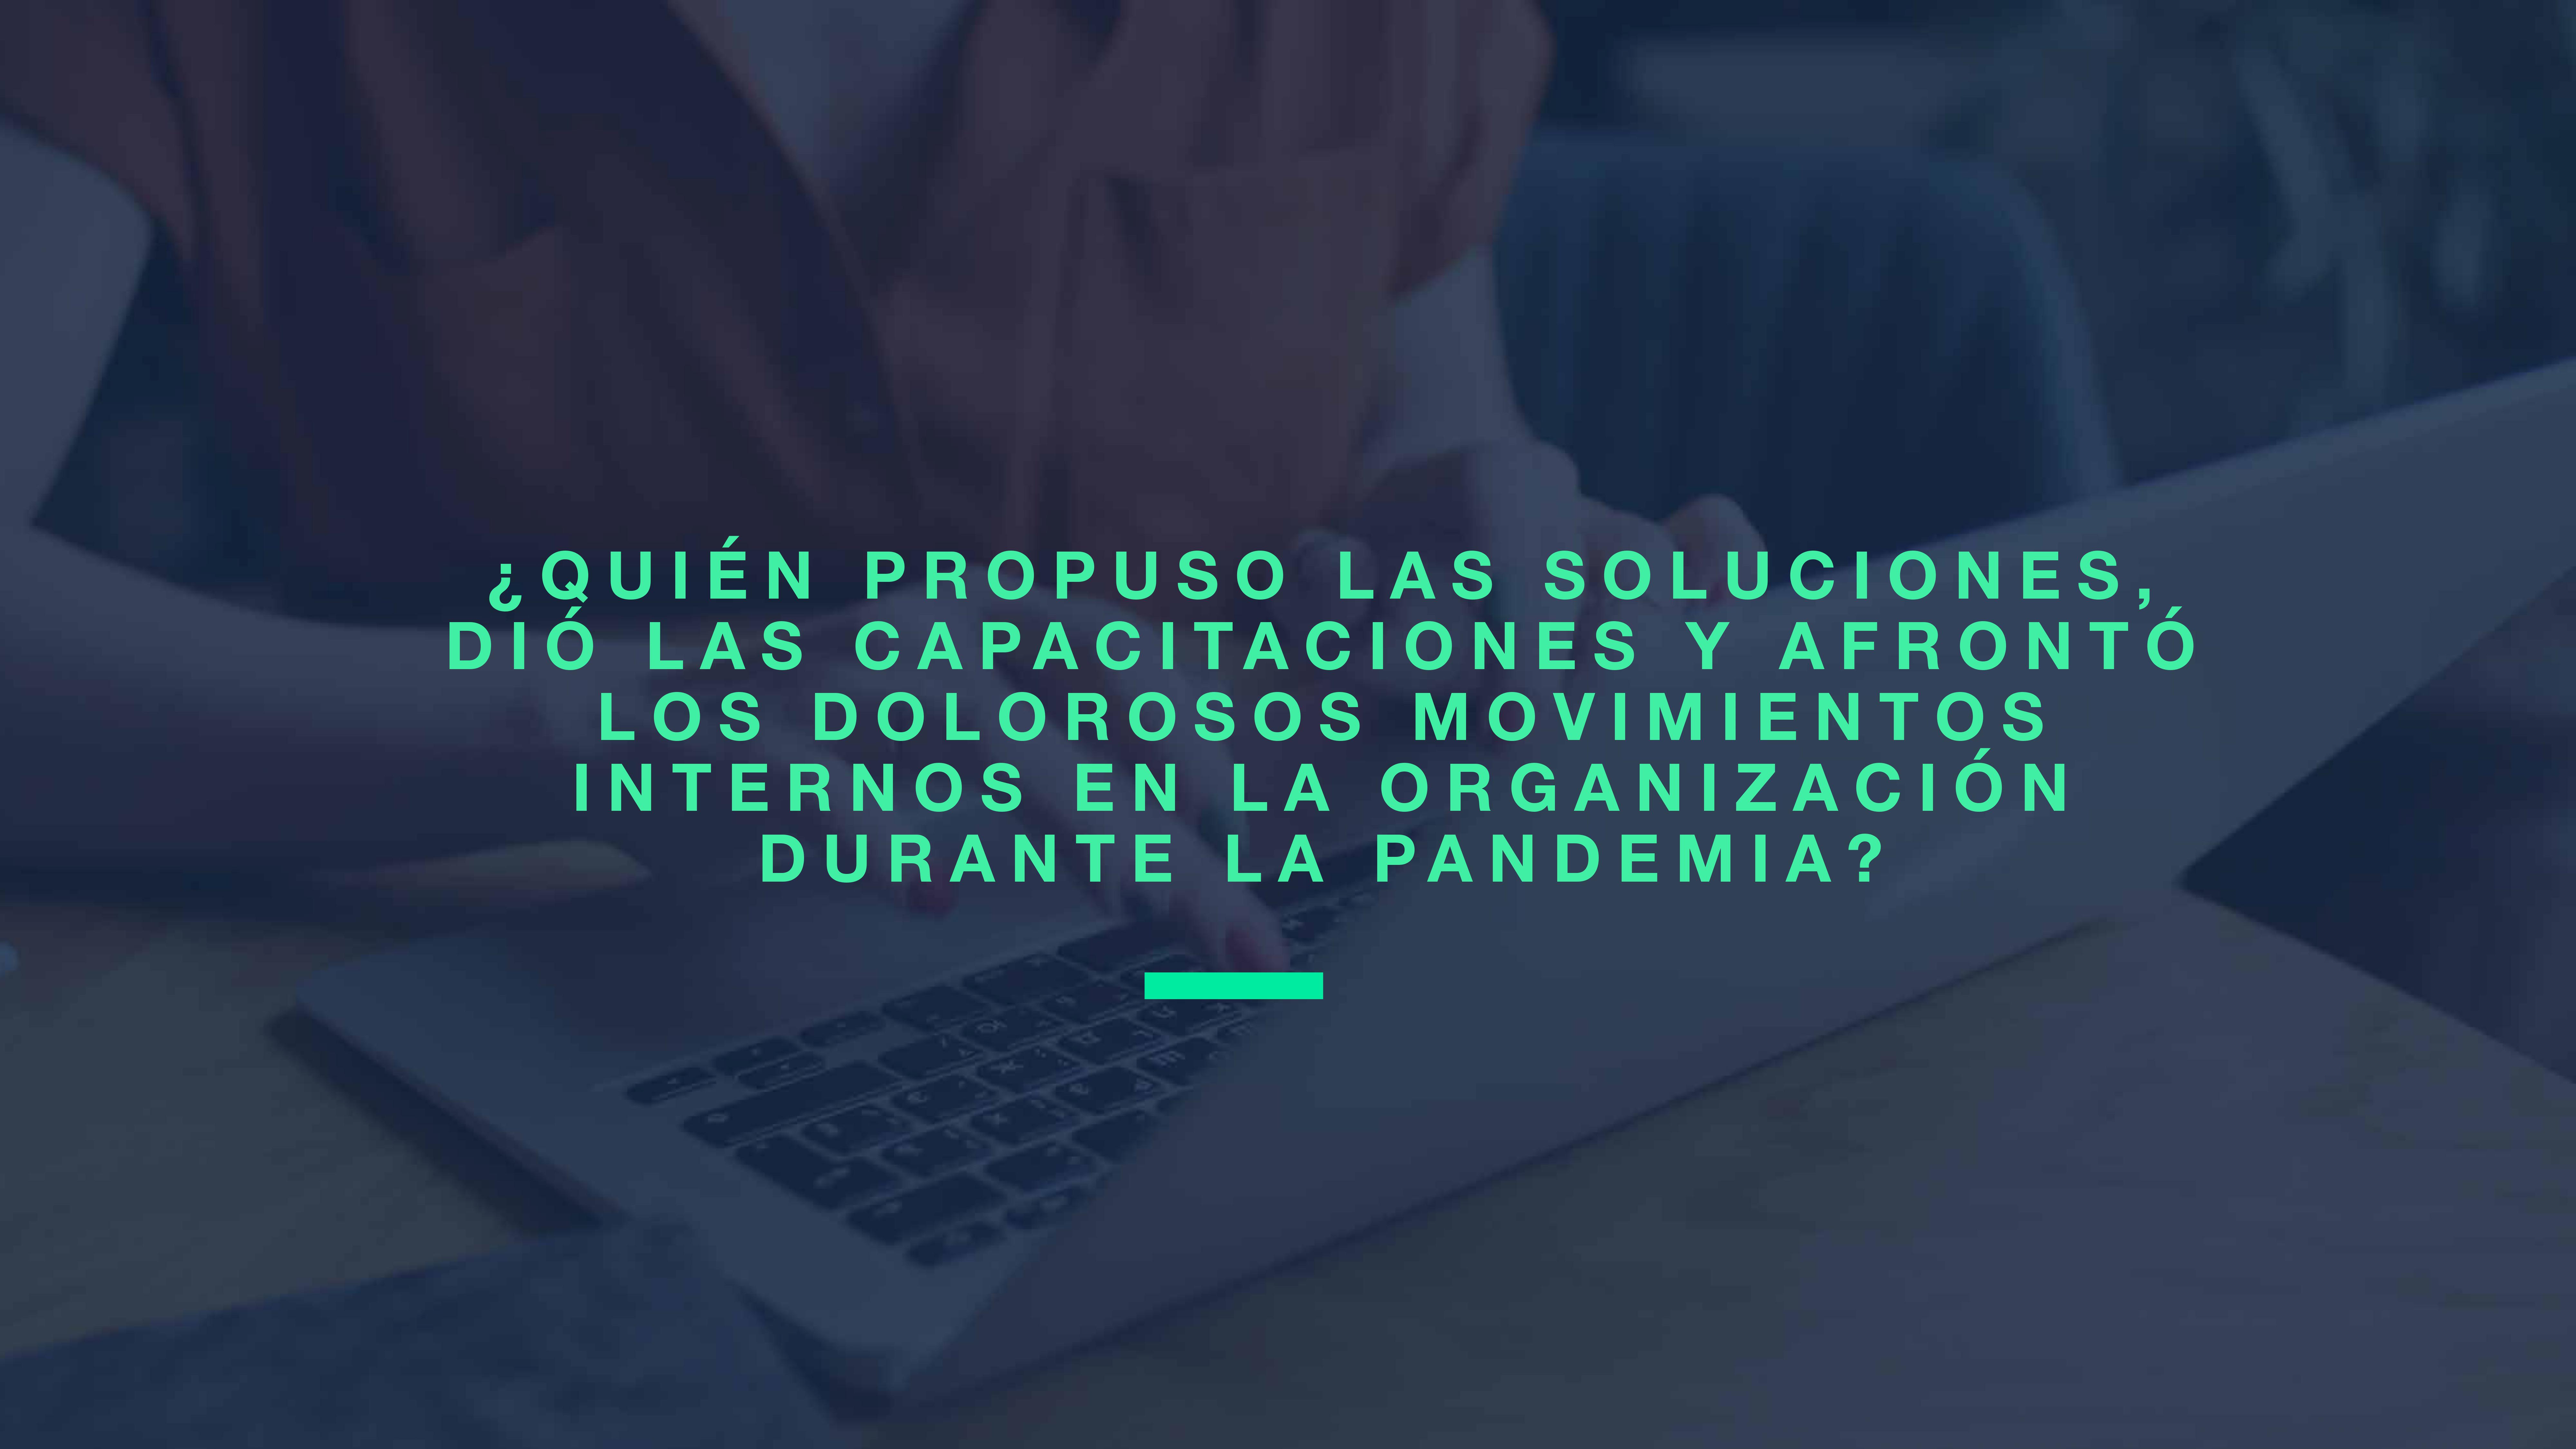 ¿QUIÉN PROPUSO LAS SOLUCIONES,
DIÓ LAS CAPACITACIONES Y AFRONTÓ
LOS DOLOROSOS MOVIMIENTOS
INTERNOS EN LA ORGANIZACIÓN
DURANTE LA PANDEMIA?